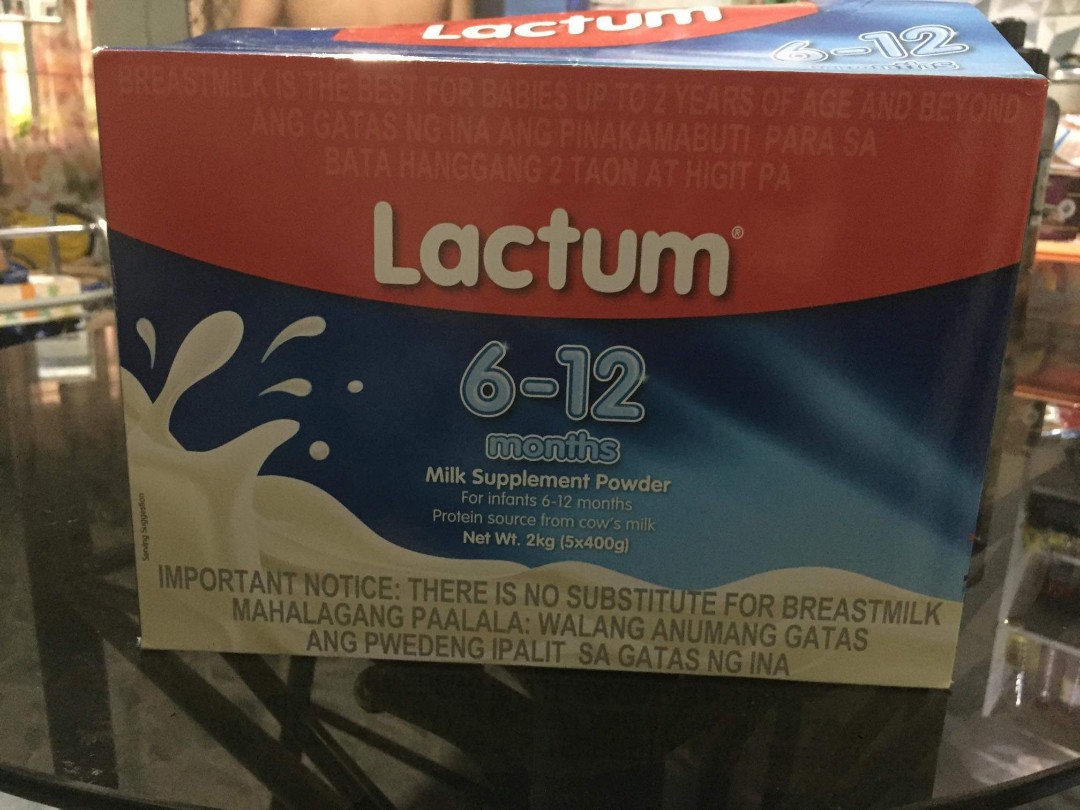 Lactum
6-12
months
BREASTMILK IS THE BEST FOR BABIES UP TO 2 YEARS OF AGE AND BEYOND
ANG GATAS NG INA ANG PINAKAMABUTI PARA SA
BATA HANGGANG 2 TAON AT HIGIT PA
Lactum®
6-12
months
Milk Supplement Powder
For infants 6-12 months
Protein source from cow's milk
Net Wt. 2kg (5x400g)
Serving Suggestion
IMPORTANT NOTICE: THERE IS NO SUBSTITUTE FOR BREASTMILK
MAHALAGANG PAALALA: WALANG ANUMANG GATAS
ANG PWEDENG IPALIT SA GATAS NG INA